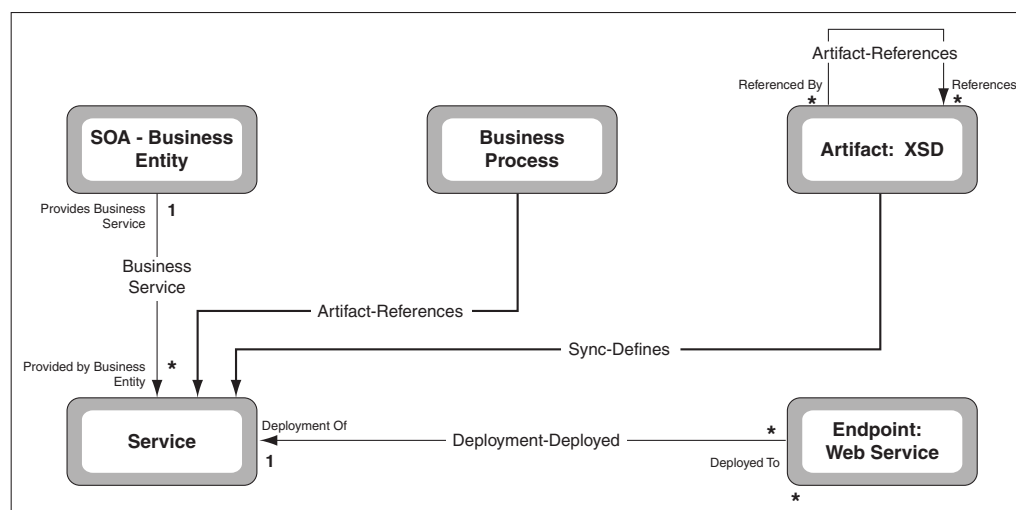 Artifact-References
Referenced By
*
References
*
SOA - Business
Entity
Business
Process
Artifact: XSD
Provides Business
Service
1
Business
Service
Artifact-References
Sync-Defines
Provided by Business
Entity
*
Service
Deployment Of
1
Deployment-Deployed
*
Deployed To
*
Endpoint:
Web Service